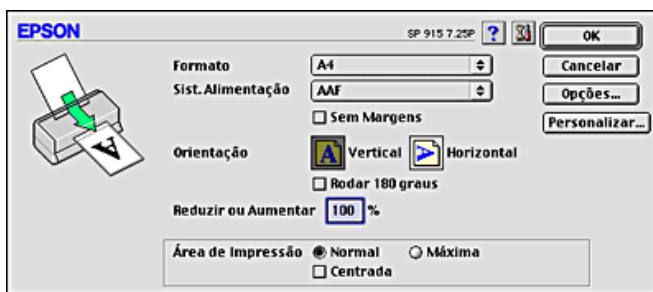 EPSON SP 915 7.25P ? OK
Formato A4 Cancelar
Sist. Alimentação AAF Opções...
Sem Margens Personalizar...
Orientação A Vertical A Horizontal
Rodar 180 graus
Reduzir ou Aumentar 100 %
Área de Impressão Normal Máxima
Centrada
A